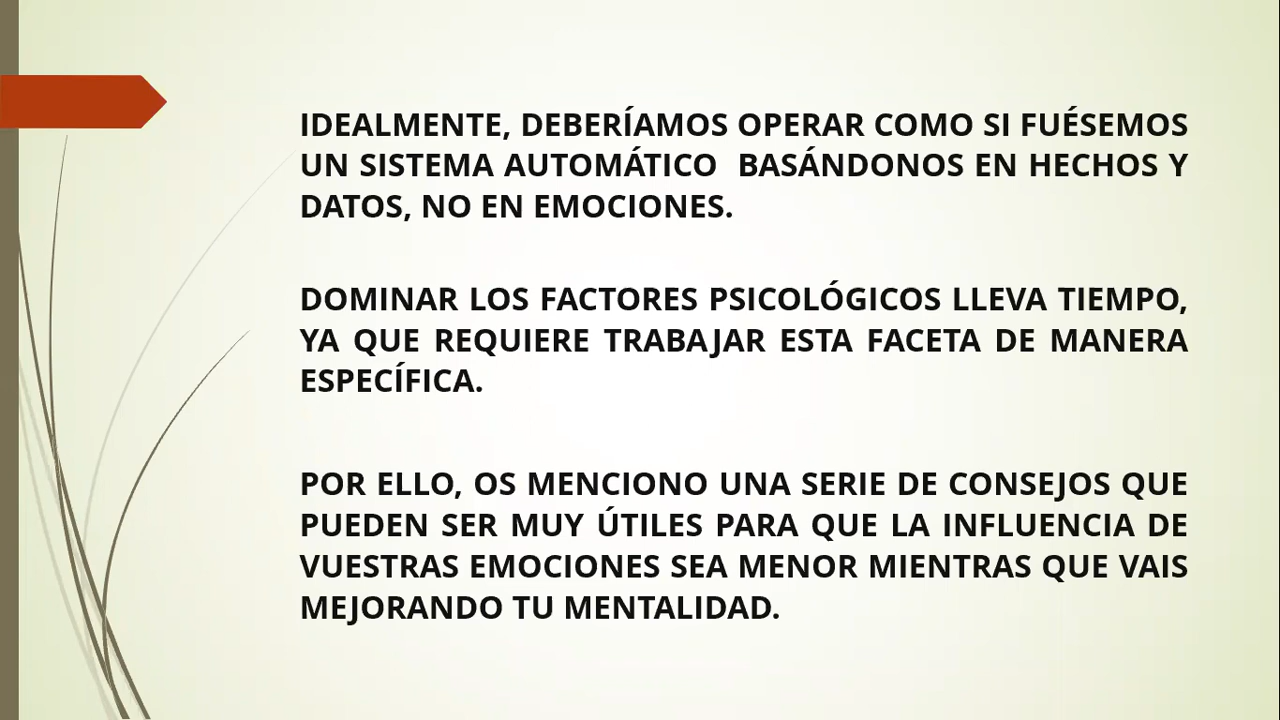 IDEALMENTE, DEBERÍAMOS OPERAR COMO SI FUÉSEMOS
UN SISTEMA AUTOMÁTICO  BASÁNDONOS EN HECHOS Y
DATOS, NO EN EMOCIONES.
DOMINAR LOS FACTORES PSICOLÓGICOS LLEVA TIEMPO,
YA QUE REQUIERE TRABAJAR ESTA FACETA DE MANERA
ESPECÍFICA.
POR ELLO, OS MENCIONO UNA SERIE DE CONSEJOS QUE
PUEDEN SER MUY ÚTILES PARA QUE LA INFLUENCIA DE
VUESTRAS EMOCIONES SEA MENOR MIENTRAS QUE VAIS
MEJORANDO TU MENTALIDAD.